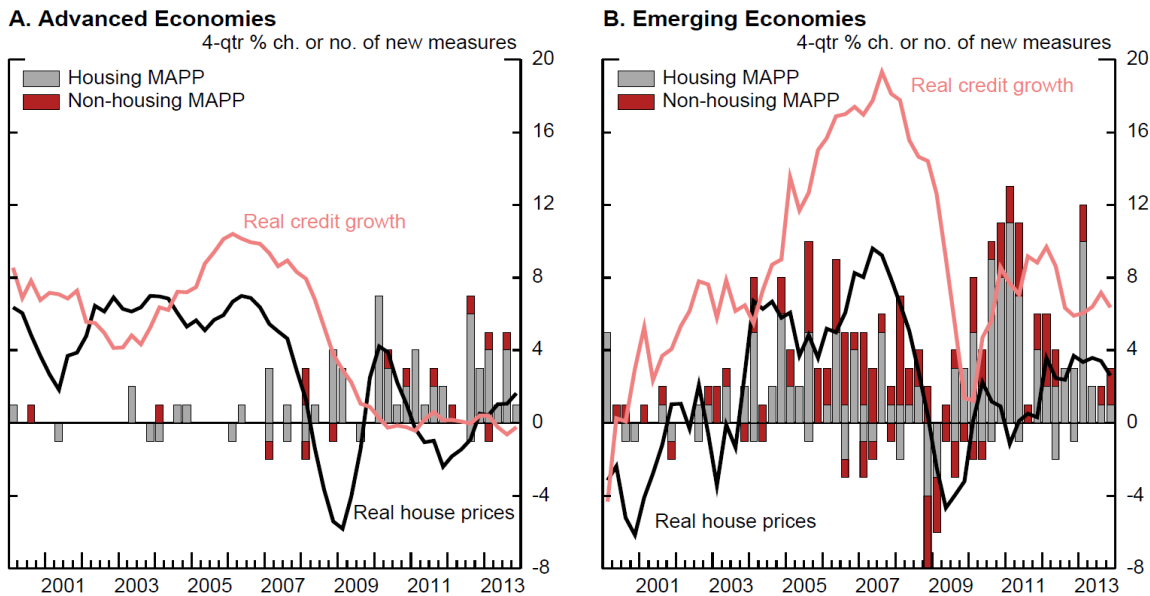 A. Advanced Economies
4-qtr % ch. or no. of new measures
Housing MAPP
Non-housing MAPP
Real credit growth
Real house prices
20
16
12
8
4
0
-4
-8
2001 2003 2005 2007 2009 2011 2013
B. Emerging Economies
4-qtr % ch. or no. of new measures
Housing MAPP
Non-housing MAPP
Real credit growth
Real house prices
20
16
12
8
4
0
-4
-8
2001 2003 2005 2007 2009 2011 2013